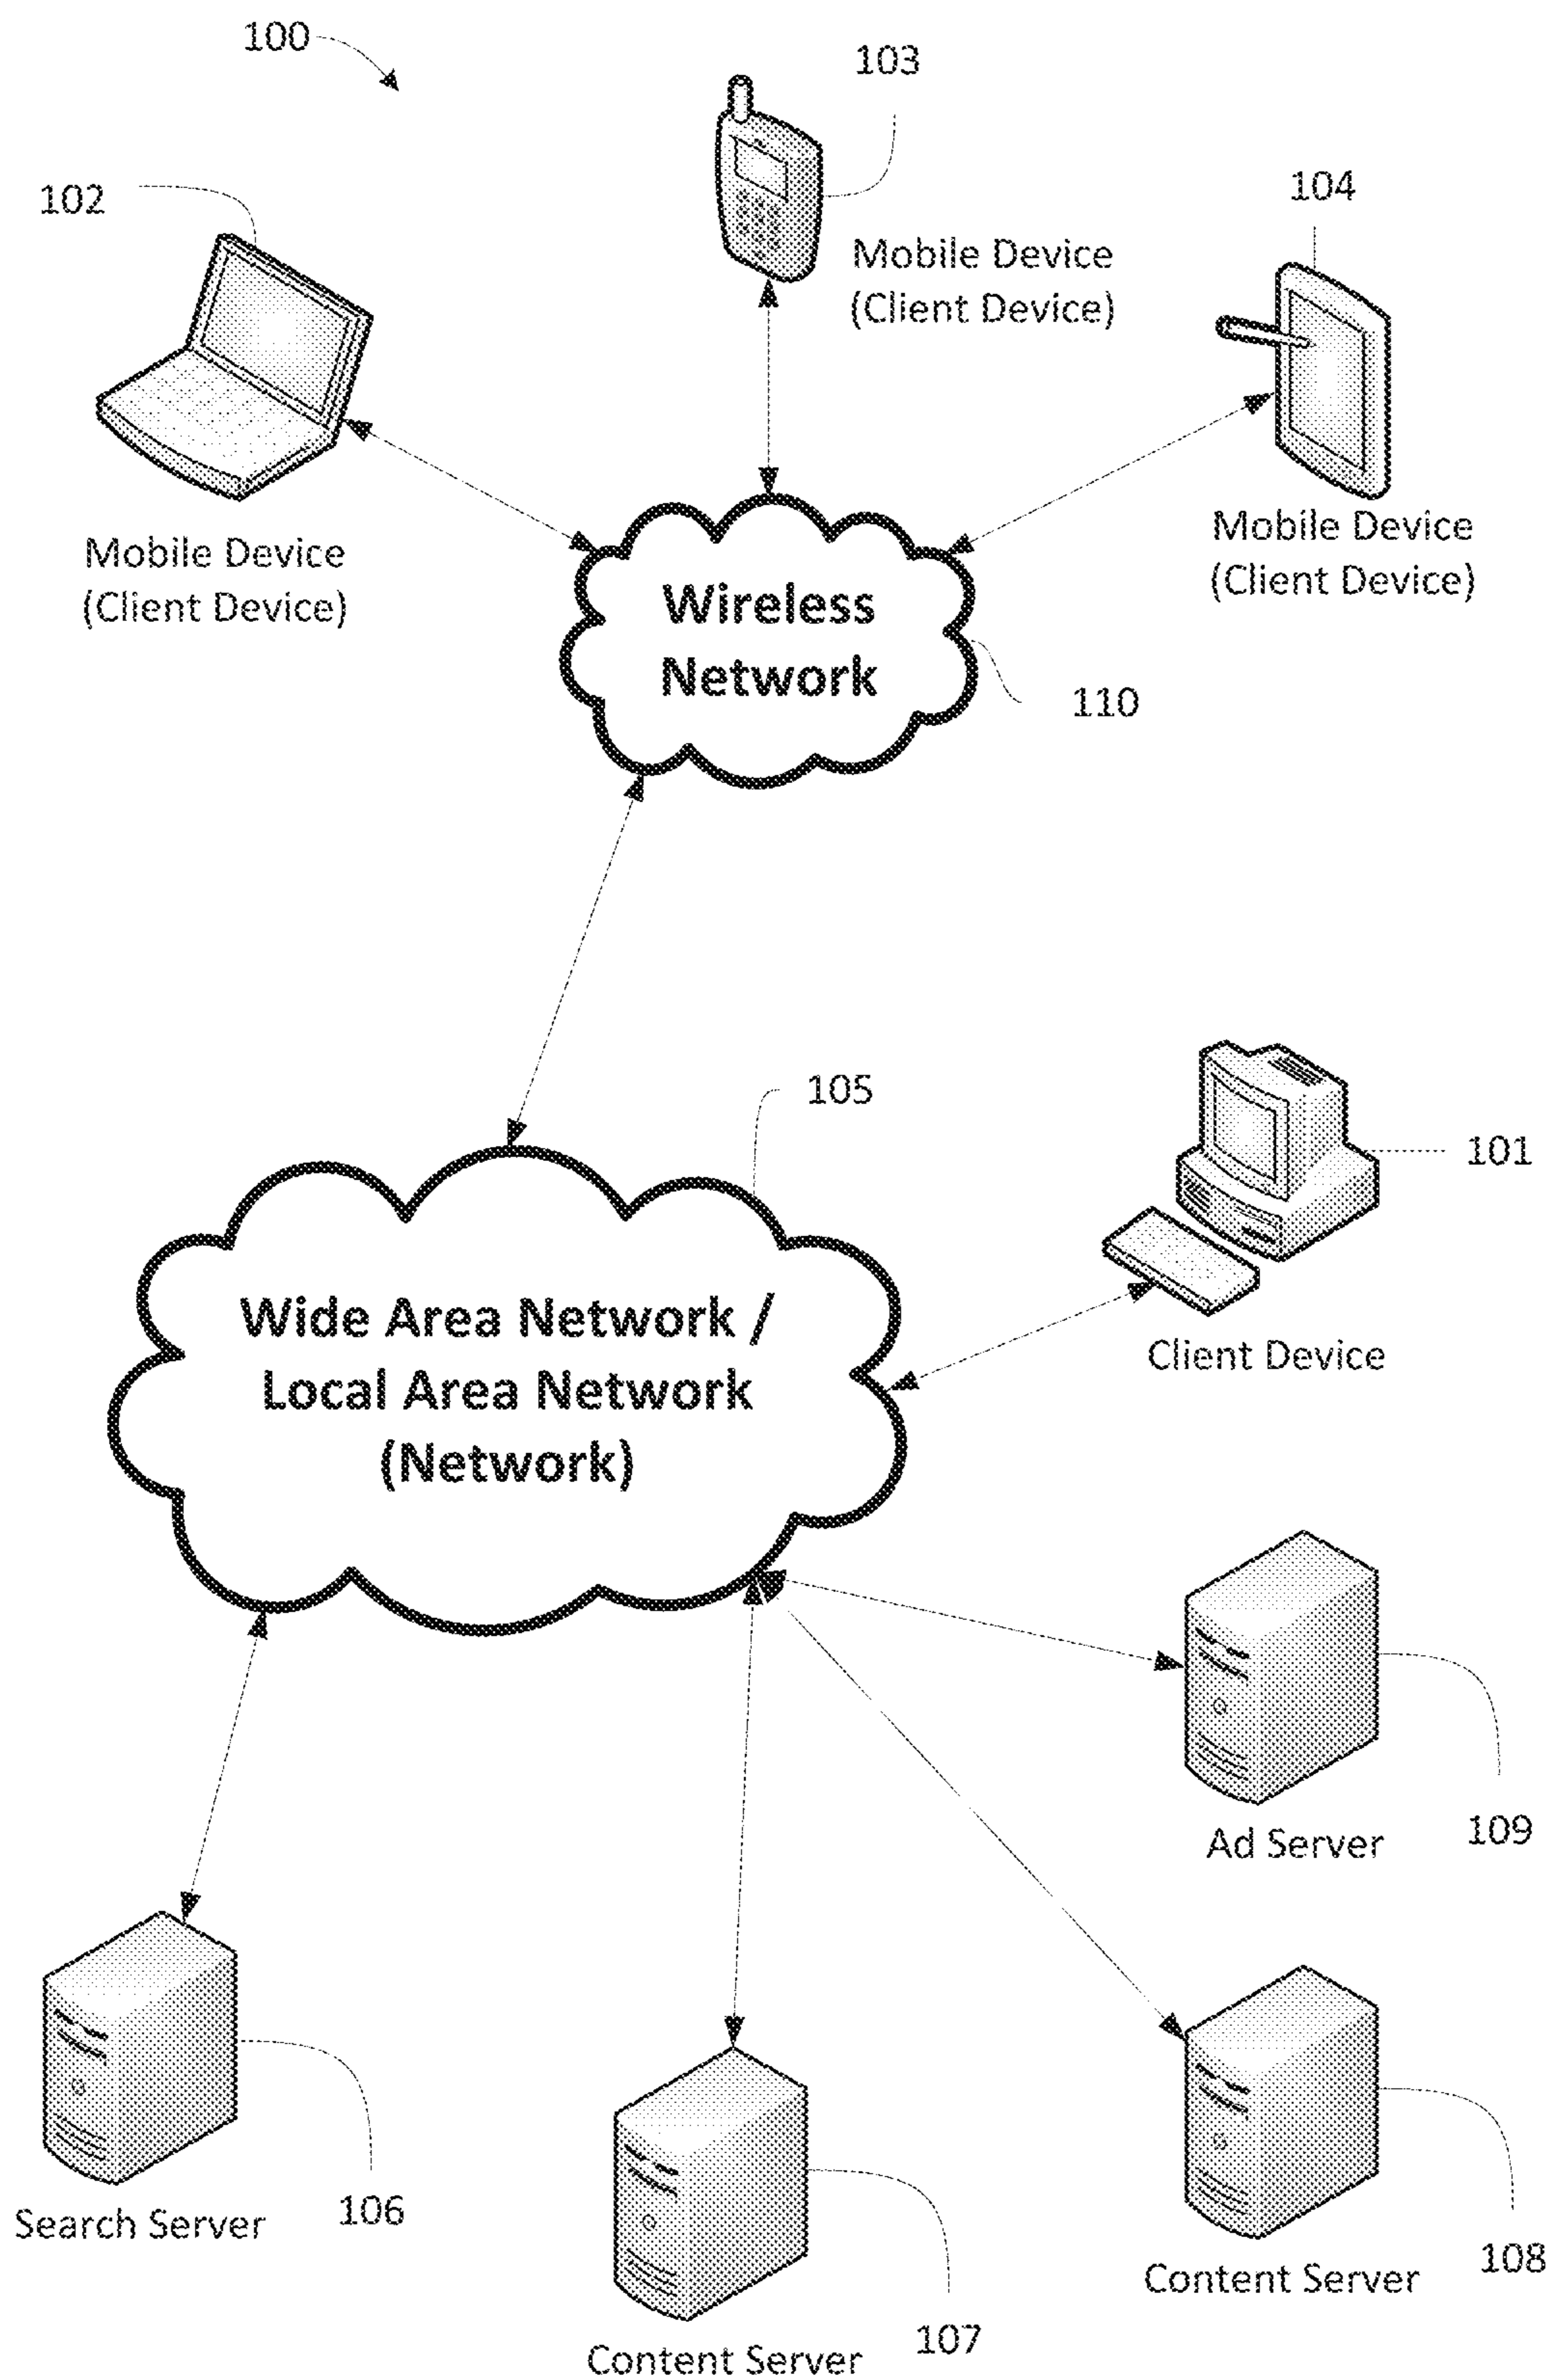 100
103
102
104
Mobile Device
(Client Device)
Mobile Device
(Client Device)
Mobile Device
(Client Device)
Wireless
Network
110
105
101
Wide Area Network /
Local Area Network
(Network)
Client Device
109
Ad Server
106
Search Server
108
Content Server
107
Content Server